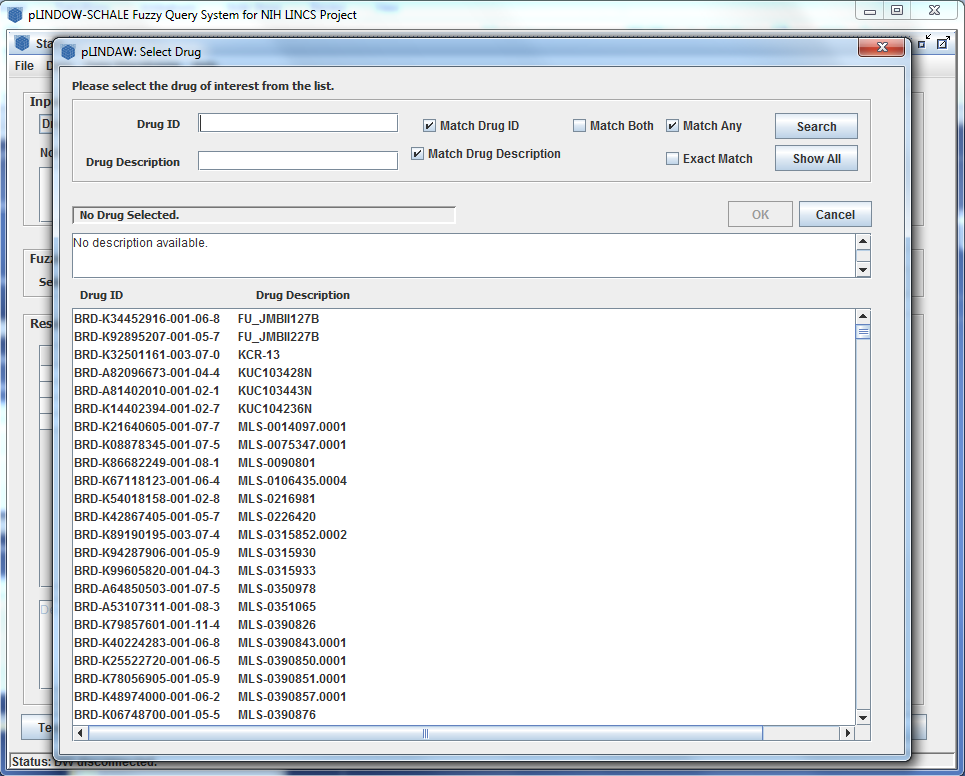 pLINDOW-SCHALE Fuzzy Query System for NIH LINCS Project
pLINDAW: Select Drug
File
Please select the drug of interest from the list.
Drug ID
Match Drug ID
Match Both
Match Any
Search
Drug Description
Match Drug Description
Exact Match
Show All
No Drug Selected.
OK
Cancel
No description available.
Drug ID Drug Description
BRD-K34452916-001-06-8 FU_JMBII127B
BRD-K92895207-001-05-7 FU_JMBII227B
BRD-K32501161-003-07-0 KCR-13
BRD-A82096673-001-04-4 KUC103428N
BRD-A81402010-001-02-1 KUC103443N
BRD-K14402394-001-02-7 KUC104236N
BRD-K21640605-001-07-7 MLS-0014097.0001
BRD-K08878345-001-07-5 MLS-0075347.0001
BRD-K86682249-001-08-1 MLS-0090801
BRD-K67118123-001-06-4 MLS-0106435.0004
BRD-K54018158-001-02-8 MLS-0216981
BRD-K42867405-001-05-7 MLS-0226420
BRD-K89190195-003-07-4 MLS-0315852.0002
BRD-K94287906-001-05-9 MLS-0315930
BRD-K99605820-001-04-3 MLS-0315933
BRD-A64850503-001-07-5 MLS-0350978
BRD-A53107311-001-08-3 MLS-0351065
BRD-K79857601-001-11-4 MLS-0390826
BRD-K40224283-001-06-8 MLS-0390843.0001
BRD-K25522720-001-06-5 MLS-0390850.0001
BRD-K78056905-001-05-9 MLS-0390851.0001
BRD-K48974000-001-06-2 MLS-0390857.0001
BRD-K06748700-001-05-5 MLS-0390876
Status: DW disconnected.